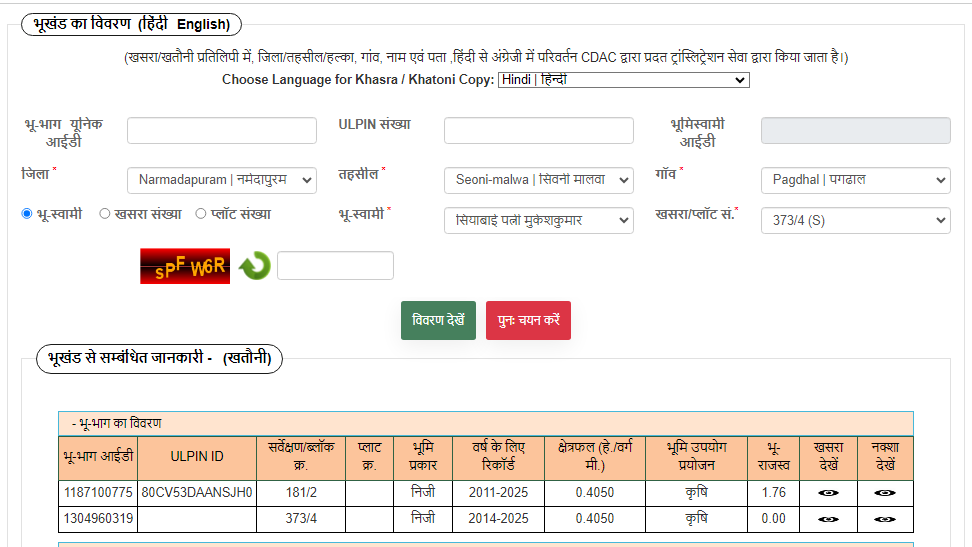 भूखंड का विवरण (हिंदी English)
(खसरा/खतौनी प्रतिलिपी में, जिला/तहसील/हल्का, गांव, नाम एवं पता ,हिंदी से अंग्रेजी में परिवर्तन CDAC द्वारा प्रदत ट्रांस्लिट्रेशन सेवा द्वारा किया जाता है।)
Choose Language for Khasra / Khatoni Copy: Hindi | हिन्दी
भू-भाग यूनिक आईडी ULPIN संख्या भूमिस्वामी आईडी
जिला * Narmadapuram | नर्मदापुरम तहसील * Seoni-malwa | सिवनी मालवा गाँव * Pagdhal | पगढाल
भू-स्वामी खसरा संख्या प्लॉट संख्या भू-स्वामी * सियाबाई पत्नी मुकेशकुमार खसरा/प्लॉट सं.* 373/4 (S)
sPF W6R
विवरण देखें पुनः चयन करें
भूखंड से सम्बंधित जानकारी - (खतौनी)
- भू-भाग का विवरण
भू-भाग आईडी ULPIN ID सर्वेक्षण/ब्लॉक क्र. प्लाट क्र. भूमि प्रकार वर्ष के लिए रिकॉर्ड क्षेत्रफल (हे./वर्ग मी.) भूमि उपयोग प्रयोजन भू-राजस्व खसरा देखें नक्शा देखें
1187100775 80CV53DAANSJH0 181/2 निजी 2011-2025 0.4050 कृषि 1.76
1304960319 373/4 निजी 2014-2025 0.4050 कृषि 0.00